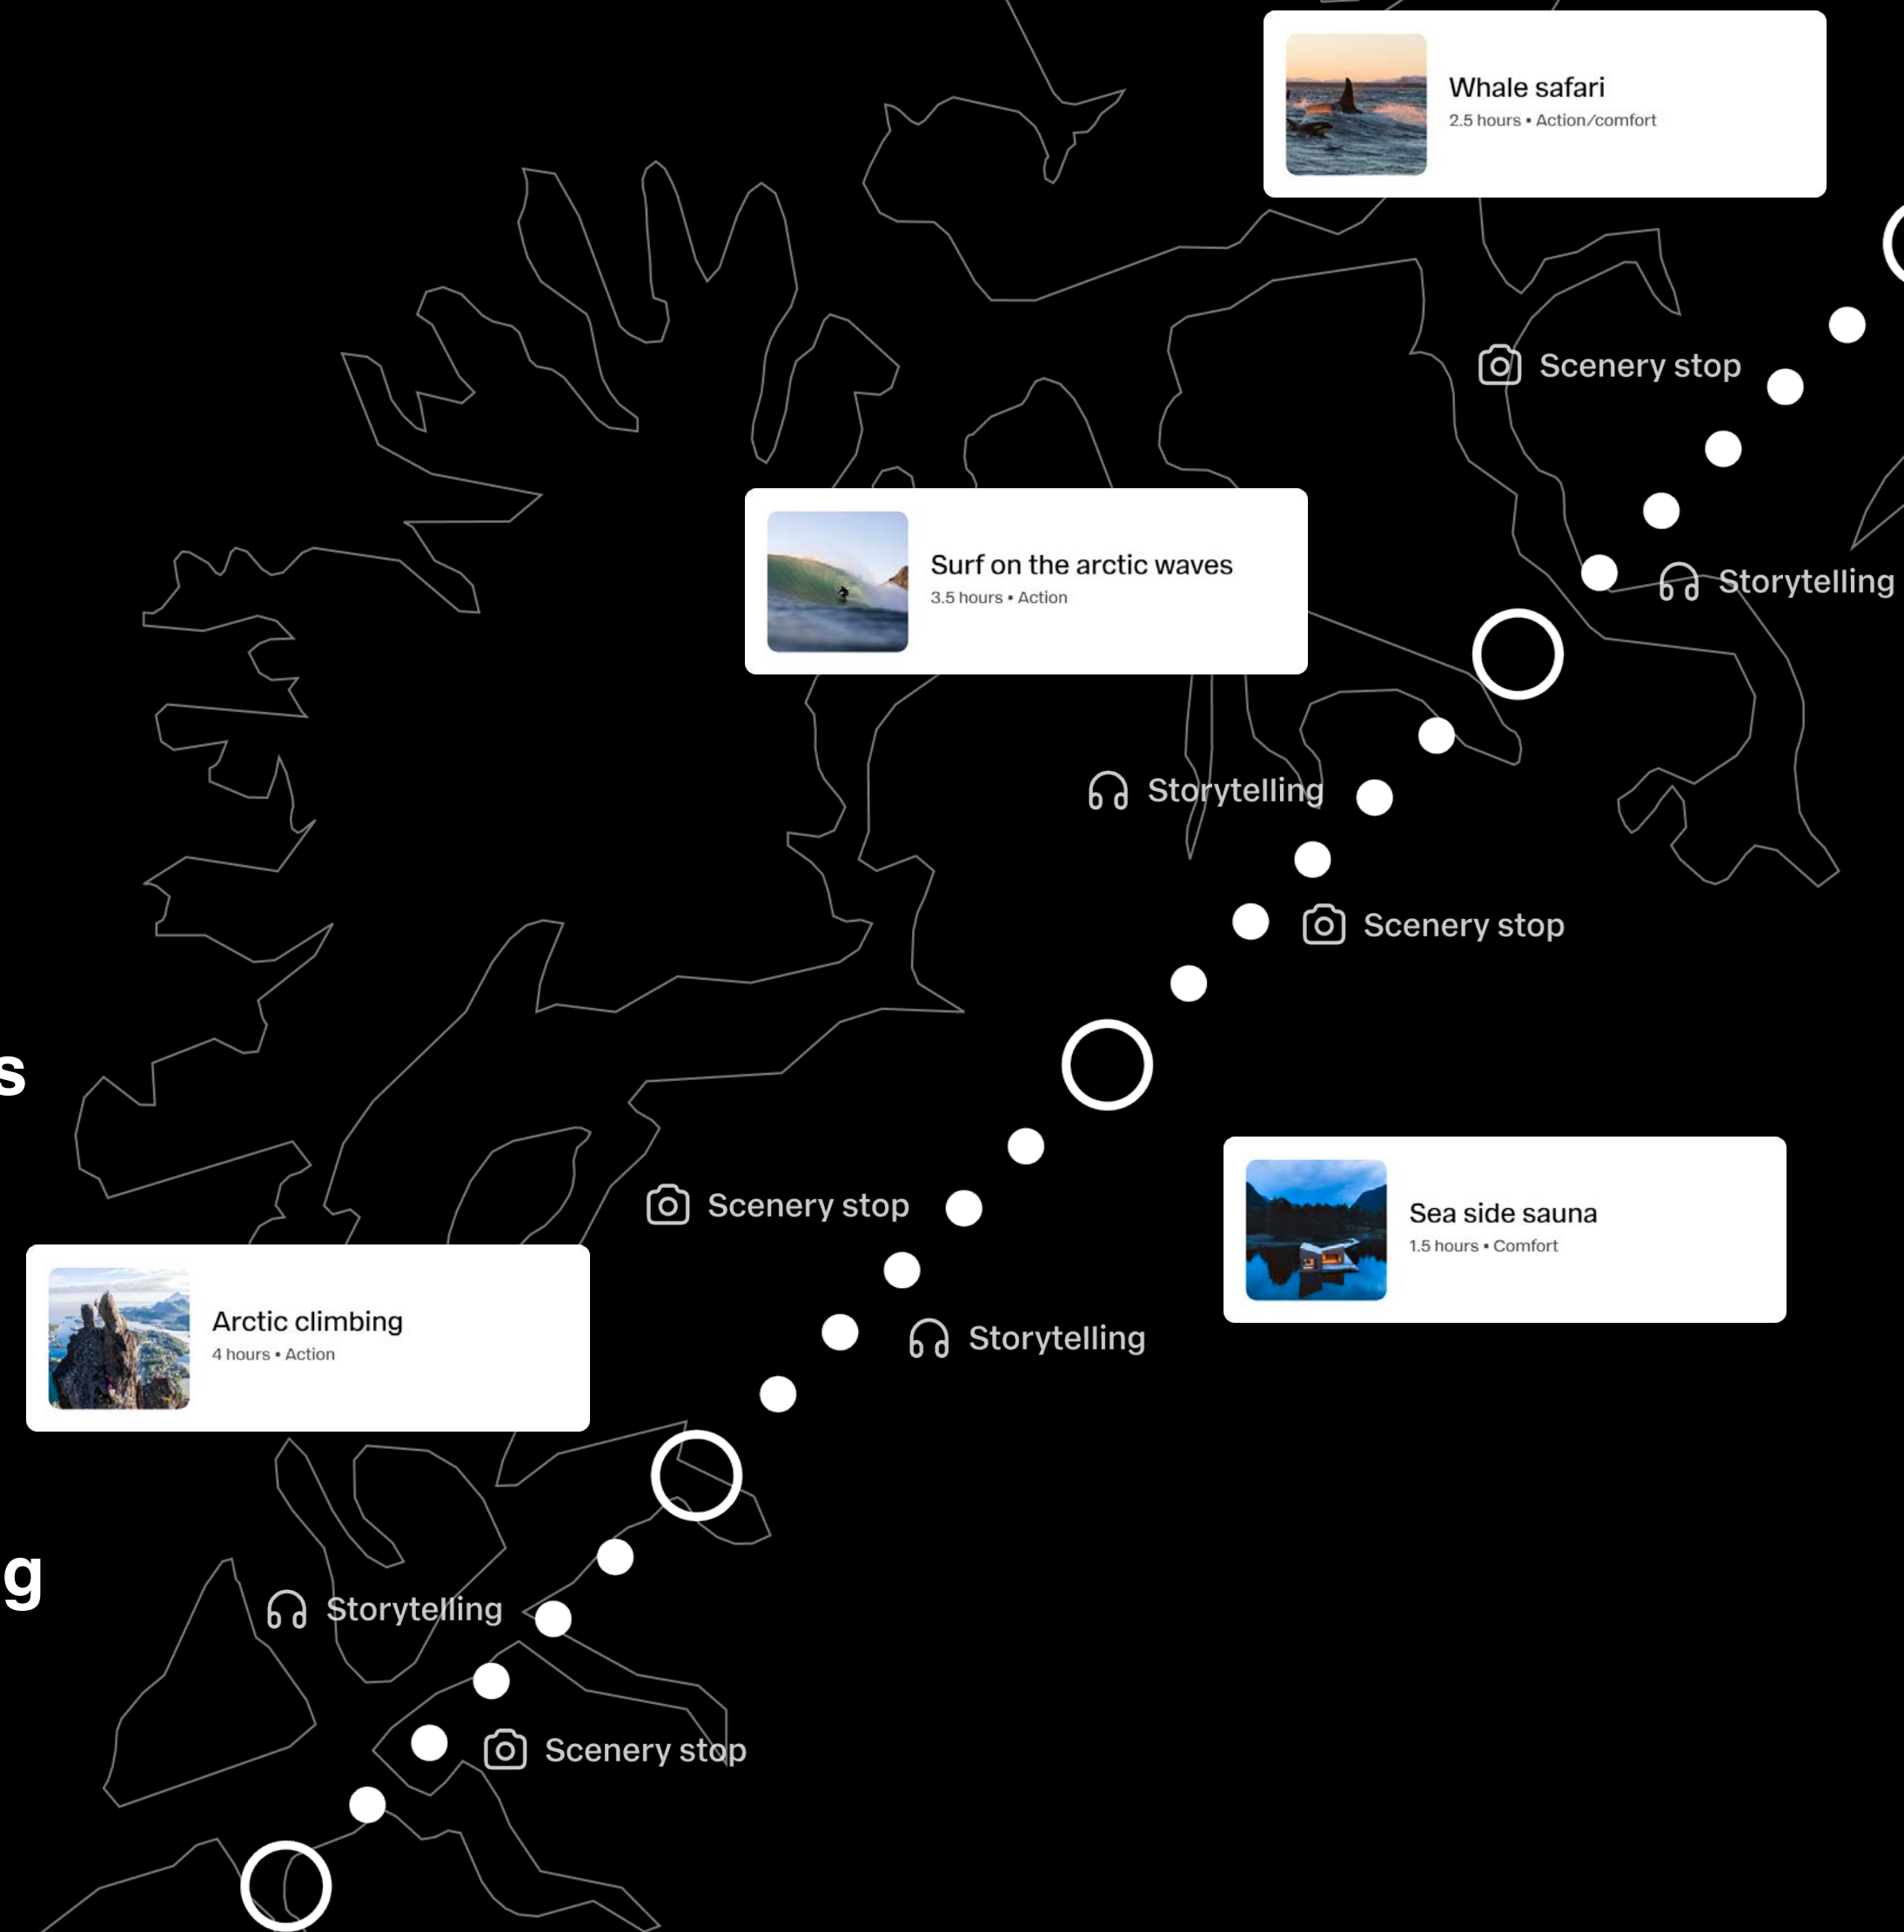 Whale safari
2.5 hours • Action/comfort
Scenery stop
Surf on the arctic waves
3.5 hours • Action
Storytelling
Storytelling
Scenery stop
s
Scenery stop
Sea side sauna
1.5 hours • Comfort
Arctic climbing
4 hours • Action
Storytelling
g
Storytelling
Scenery stop